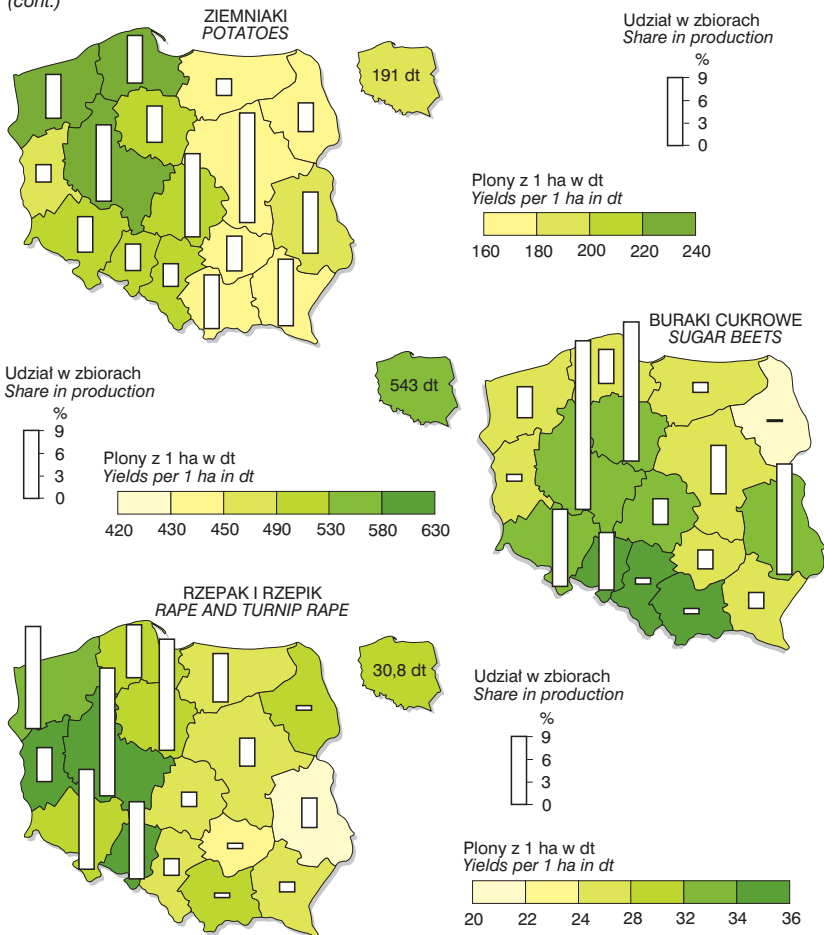 (cont.)
ZIEMNIAKI
POTATOES
191 dt
Udział w zbiorach
Share in production
%
9
6
3
0
Plony z 1 ha w dt
Yields per 1 ha in dt
160 180 200 220 240
BURAKI CUKROWE
SUGAR BEETS
543 dt
Udział w zbiorach
Share in production
%
9
6
3
0
Plony z 1 ha w dt
Yields per 1 ha in dt
420 430 450 490 530 580 630
RZEPAK I RZEPIK
RAPE AND TURNIP RAPE
30,8 dt
Udział w zbiorach
Share in production
%
9
6
3
0
Plony z 1 ha w dt
Yields per 1 ha in dt
20 22 24 28 32 34 36